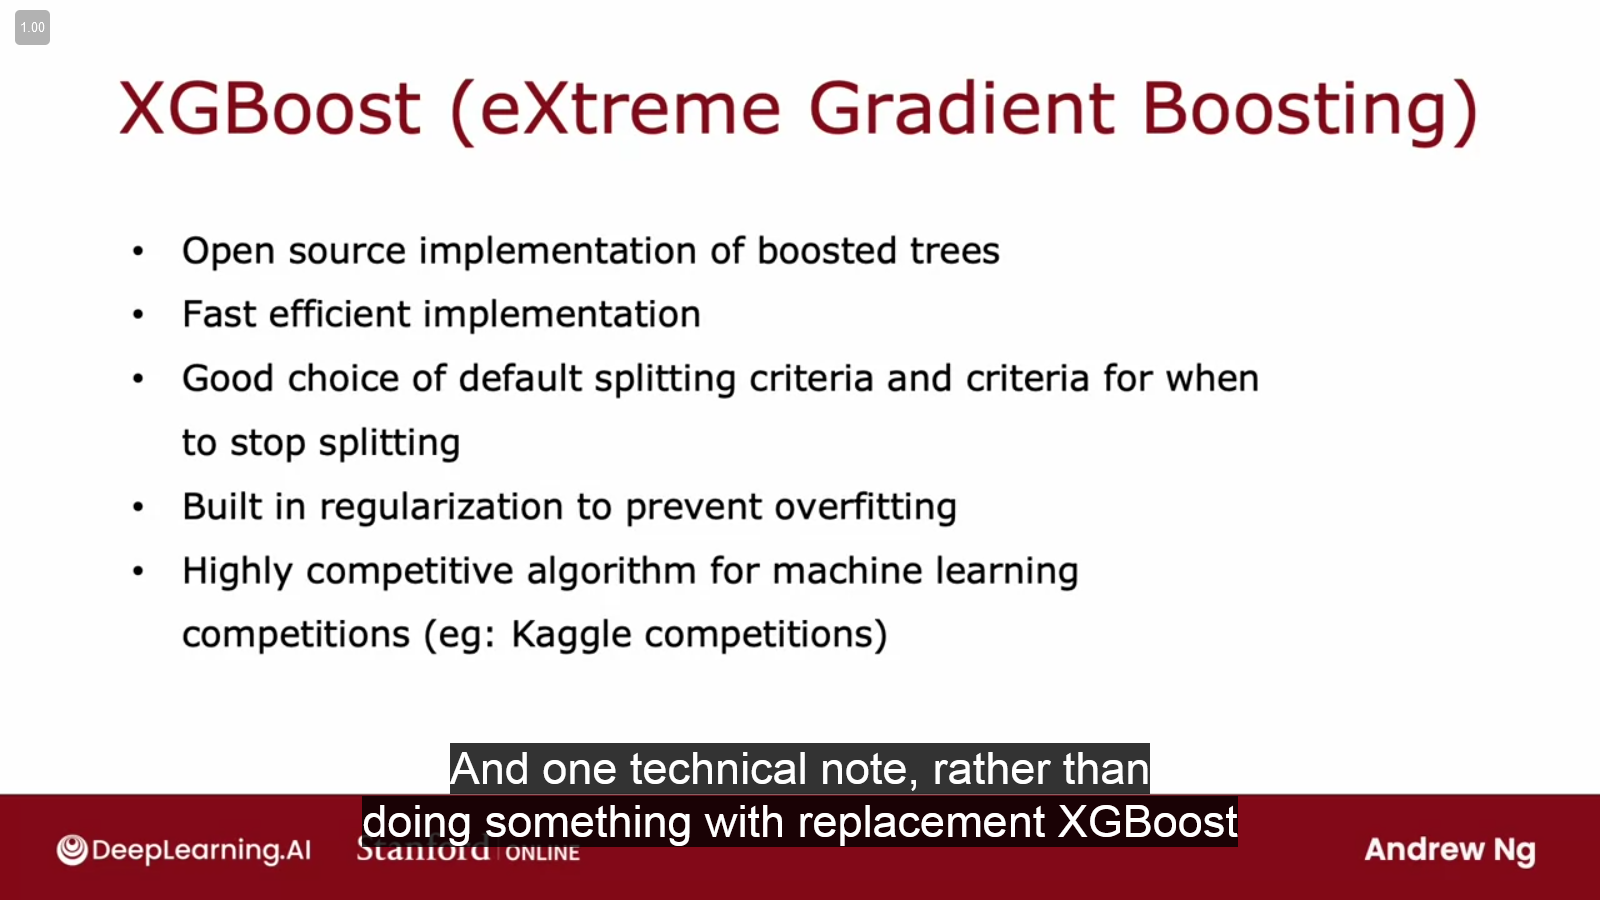 1.00
XGBoost (eXtreme Gradient Boosting)
• Open source implementation of boosted trees
• Fast efficient implementation
• Good choice of default splitting criteria and criteria for when
to stop splitting
• Built in regularization to prevent overfitting
• Highly competitive algorithm for machine learning
competitions (eg: Kaggle competitions)
And one technical note, rather than
doing something with replacement XGBoost
DeepLearning.AI
Stanford | ONLINE
Andrew Ng